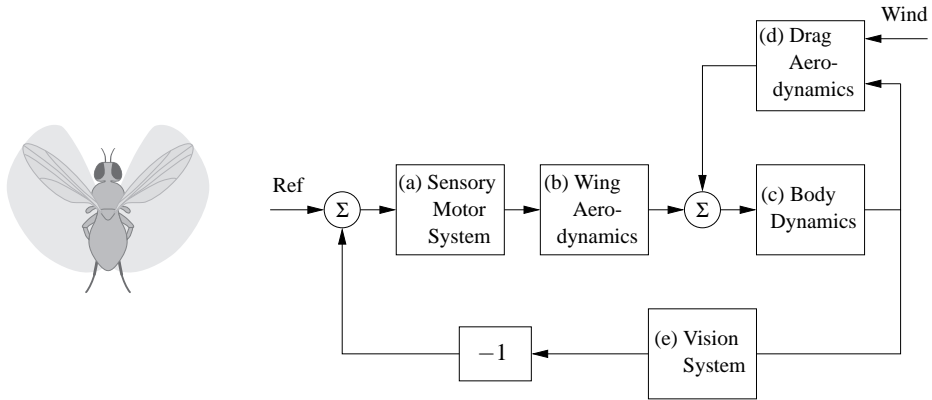 Wind
(d) Drag
Aero-
dynamics
Ref
Σ
(a) Sensory
Motor
System
(b) Wing
Aero-
dynamics
Σ
(c) Body
Dynamics
−1
(e) Vision
System